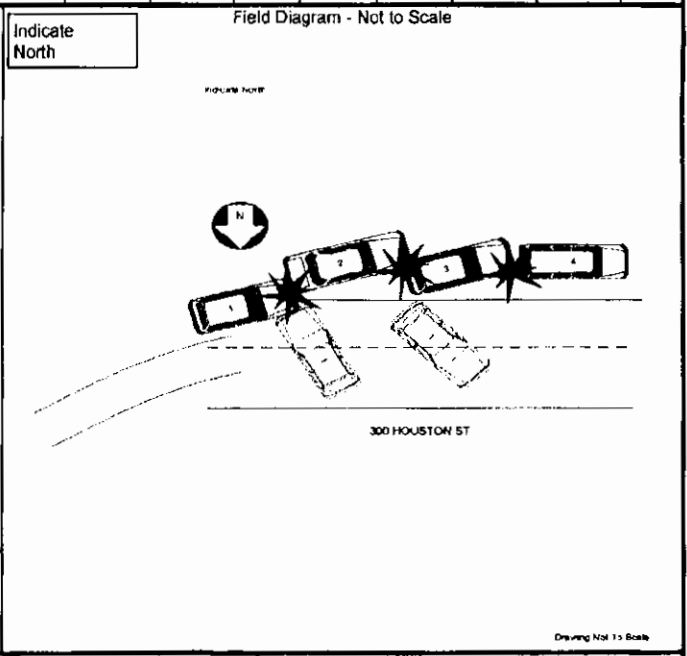 Field Diagram - Not to Scale
Indicate
North
Indicate North
N
2
3
4
1
300 HOUSTON ST
Drawing Not To Scale